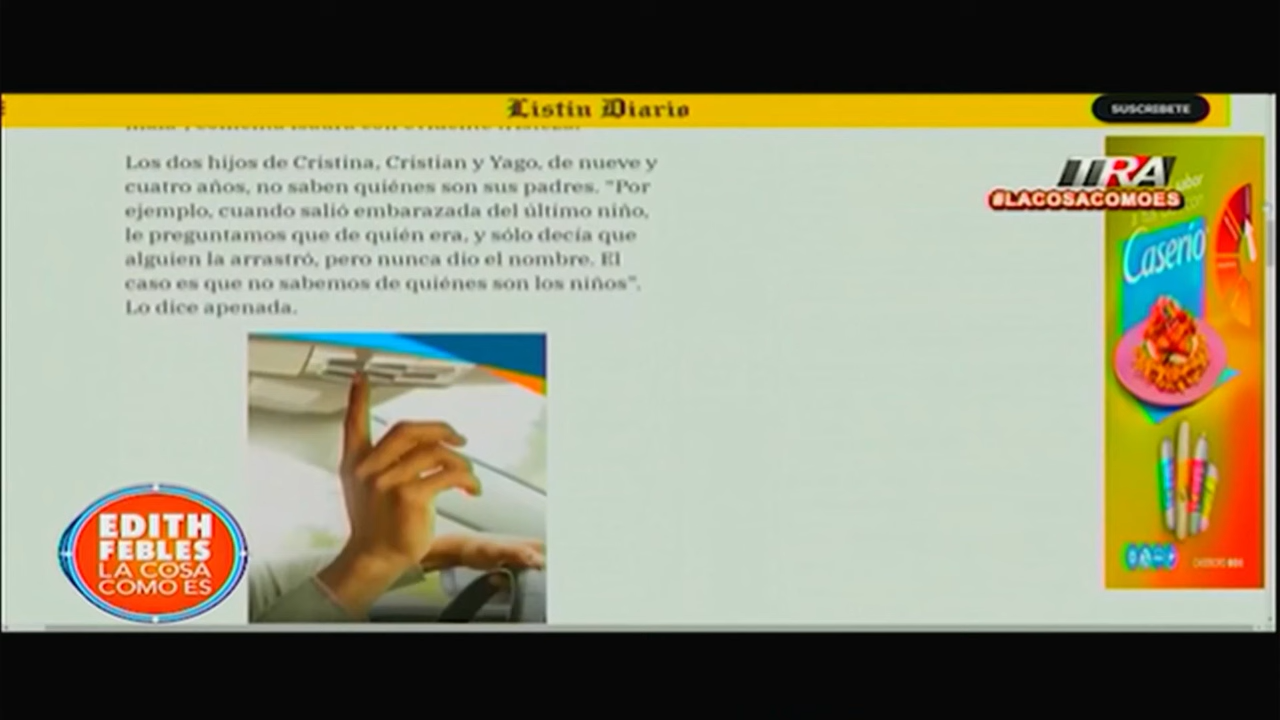 Listin Diario
SUSCRIBETE
Los dos hijos de Cristina, Cristian y Yago, de nueve y
cuatro años, no saben quiénes son sus padres. "Por
ejemplo, cuando salió embarazada del último niño,
le preguntamos que de quién era, y sólo decía que
alguien la arrastró, pero nunca dio el nombre. El
caso es que no sabemos de quiénes son los niños".
Lo dice apenada.
TRA
#LACOSACOMOES
sabor
Caserío
EDITH
FEBLES
LA COSA
COMO ES